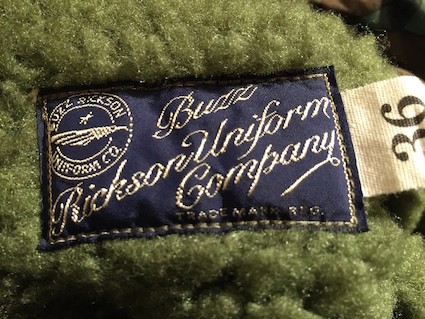 BUZZ RICKSON
UNIFORM CO.
Buzz
Rickson Uniform
Company
TRADE MARK REG.
36